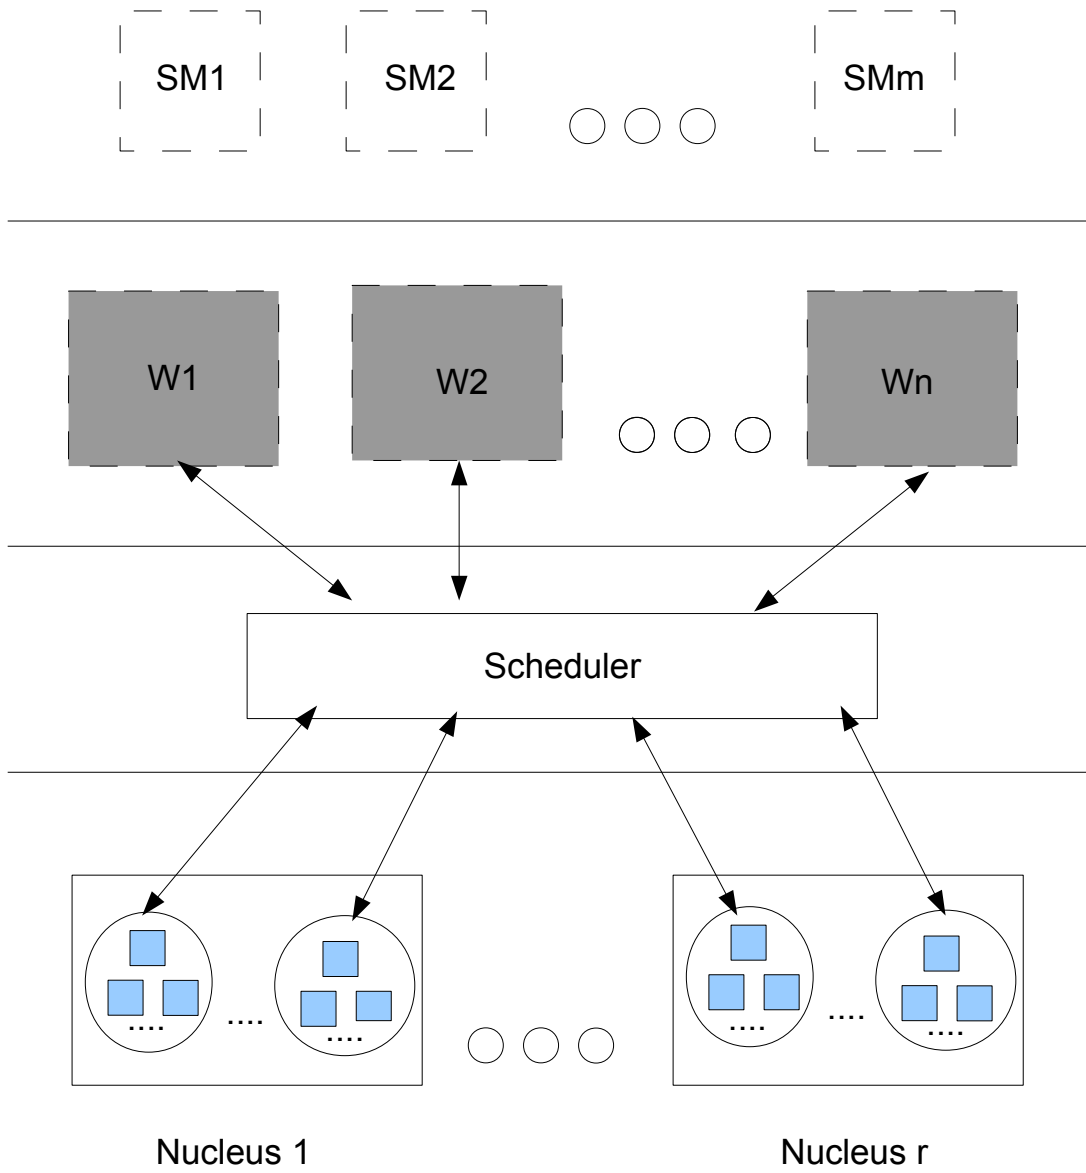 SM1 SM2 SMm
W1 W2 Wn
Scheduler
.... .... .... .... .... ....
Nucleus 1 Nucleus r